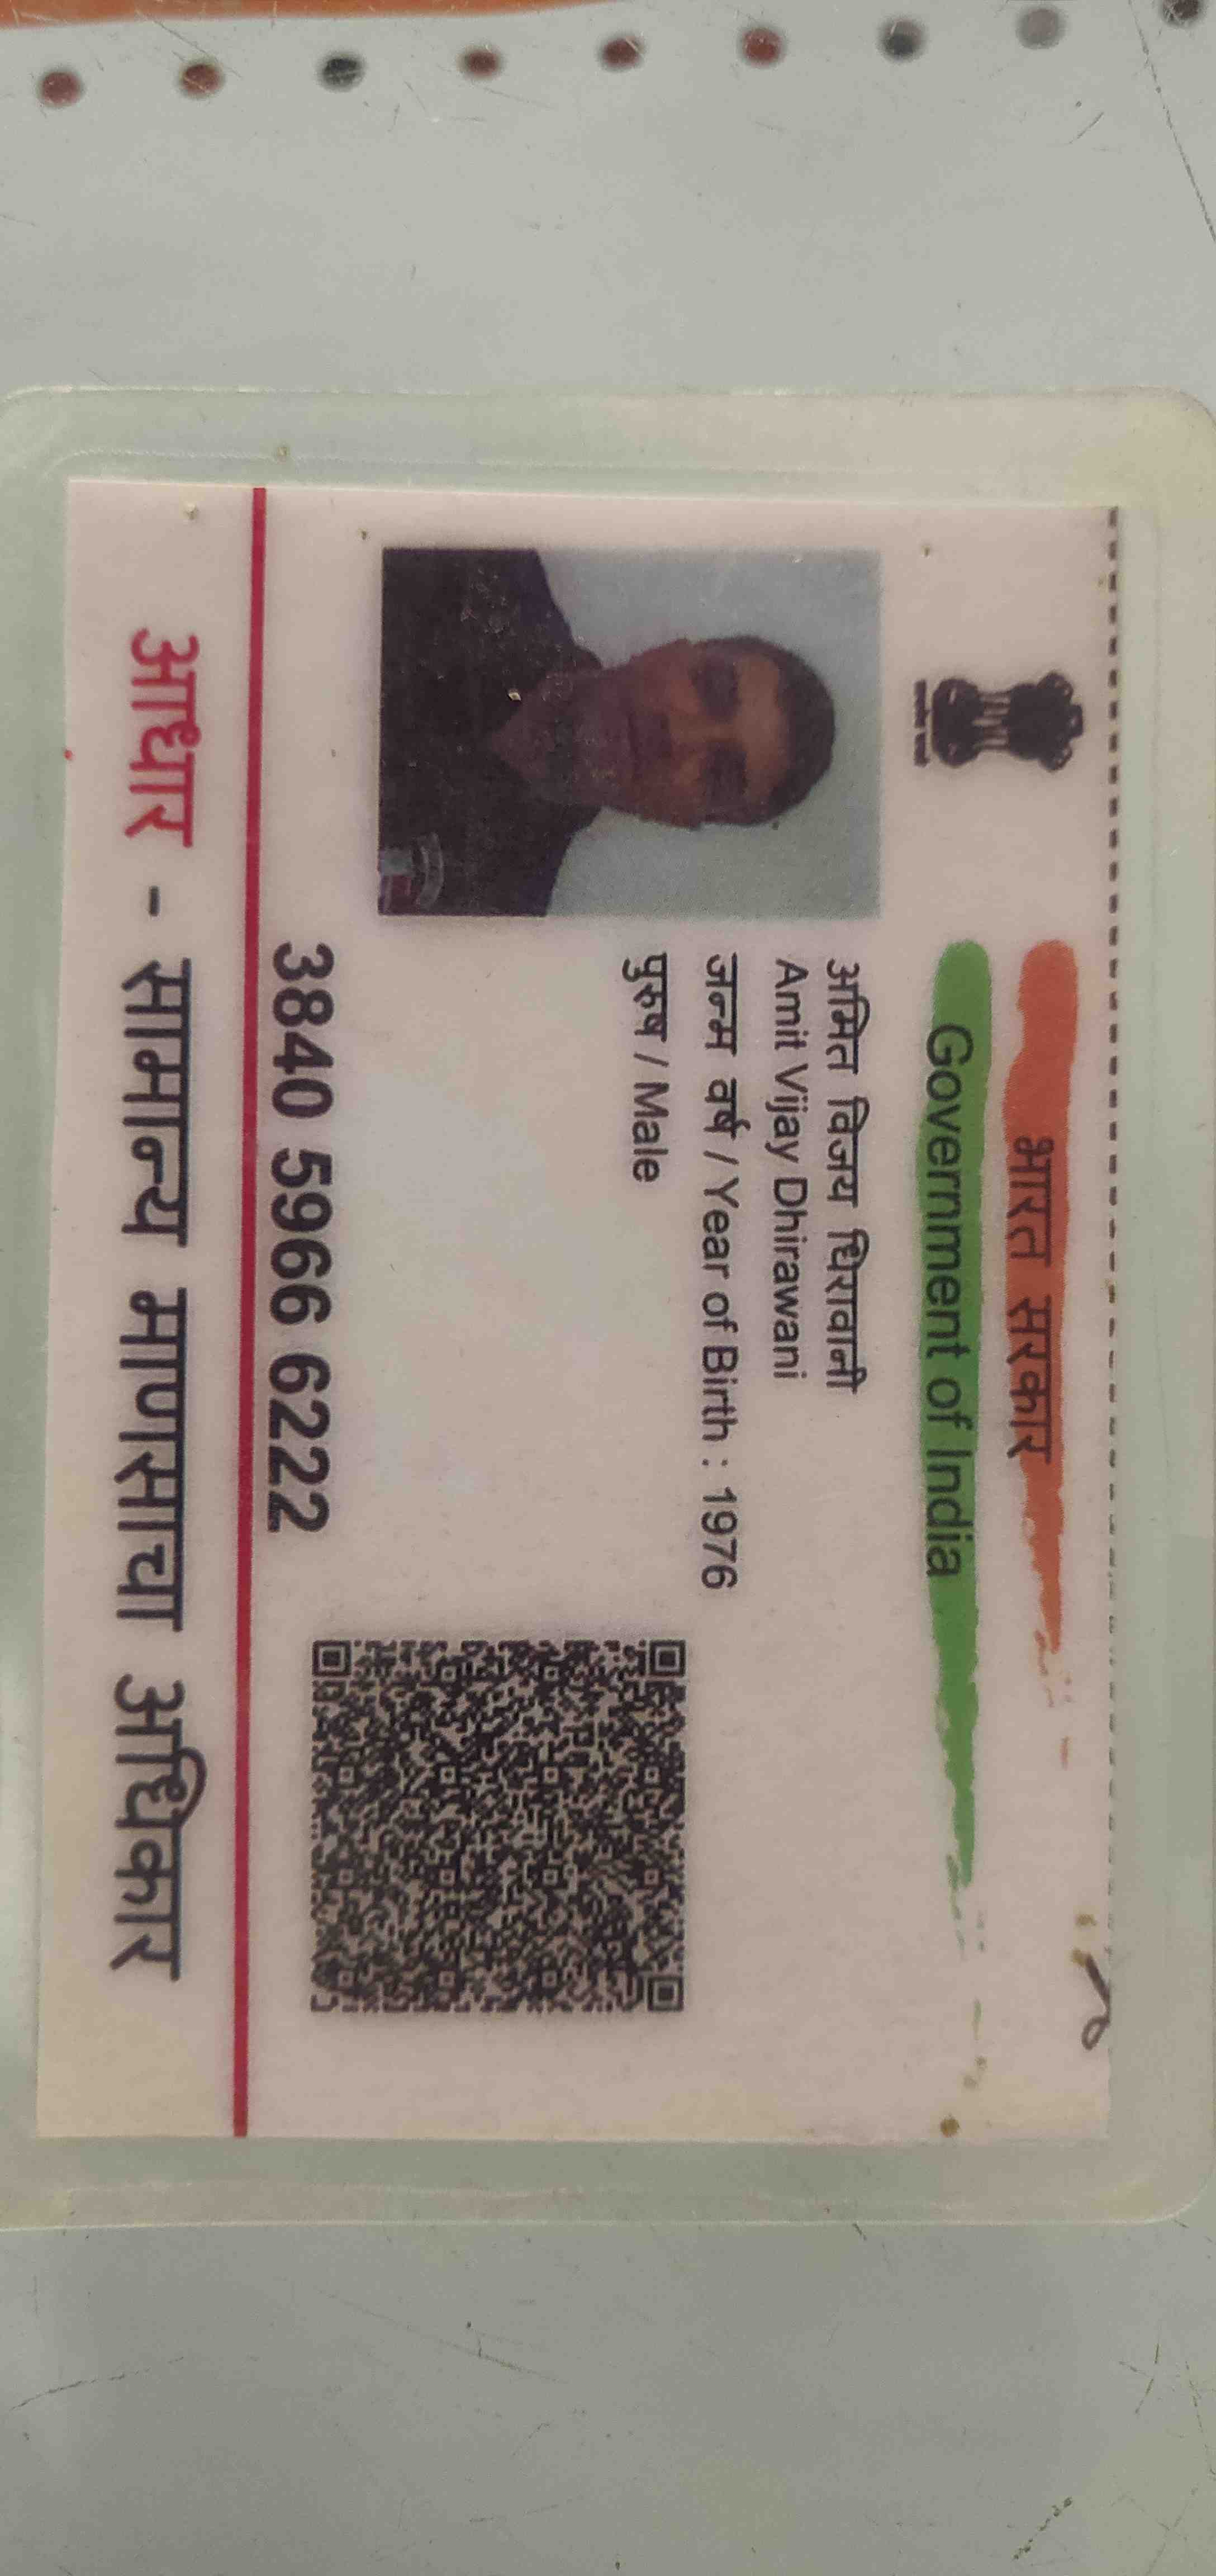 भारत सरकार
Government of India
अमित विजय धिरावानी
Amit Vijay Dhirawani
जन्म वर्ष / Year of Birth : 1976
पुरुष / Male
3840 5966 6222
आधार - सामान्य माणसाचा अधिकार